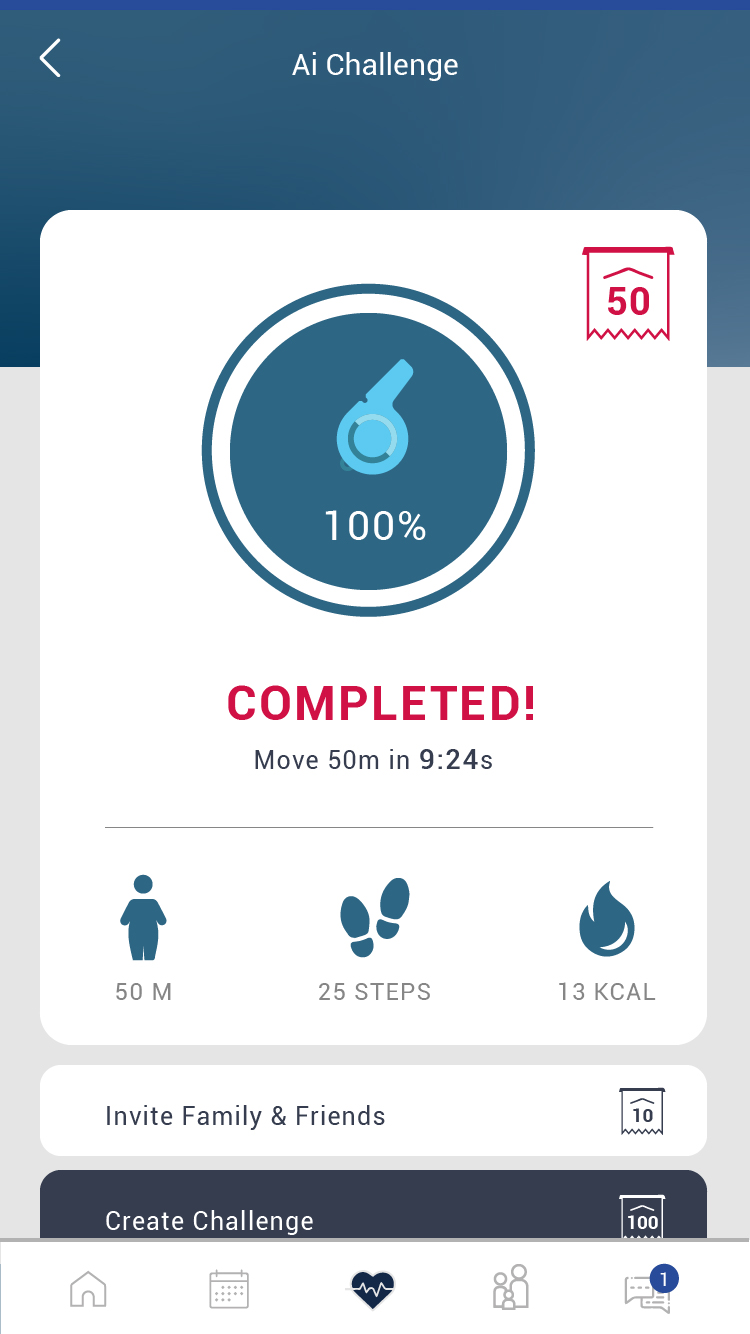 Ai Challenge
50
100%
COMPLETED!
Move 50m in 9:24s
50 M
25 STEPS
13 KCAL
Invite Family & Friends
10
Create Challenge
100
1